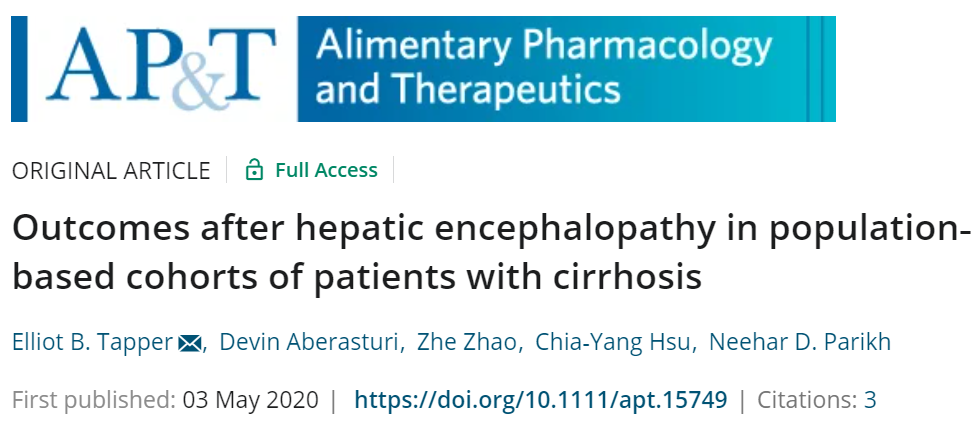 AP&T
Alimentary Pharmacology
and Therapeutics
ORIGINAL ARTICLE
Full Access
Outcomes after hepatic encephalopathy in population-
based cohorts of patients with cirrhosis
Elliot B. Tapper, Devin Aberasturi, Zhe Zhao, Chia-Yang Hsu, Neehar D. Parikh
First published: 03 May 2020 | https://doi.org/10.1111/apt.15749 | Citations: 3